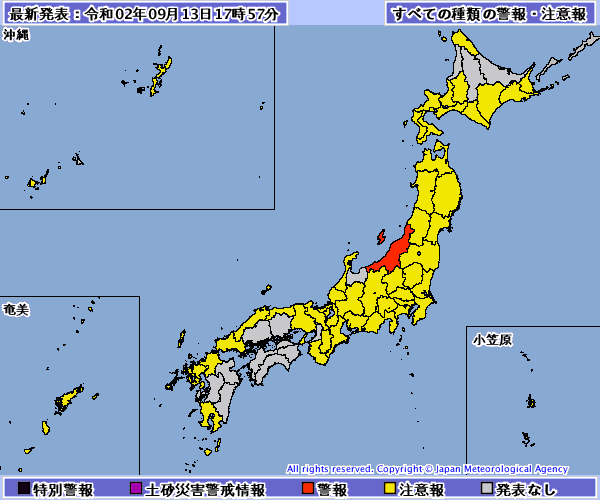 最新発表：令和02年09月13日17時57分
すべての種類の警報・注意報
沖縄
奄美
小笠原
All rights reserved. Copyright © Japan Meteorological Agency
特別警報
土砂災害警戒情報
警報
注意報
発表なし